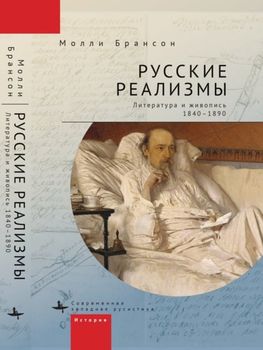 Молли Брансон
РУССКИЕ
РЕАЛИЗМЫ
Литература и живопись
1840–1890
Современная
западная русистика
История
Молли
Брансон
РУССКИЕ РЕАЛИЗМЫ
Литература и живопись 1840–1890